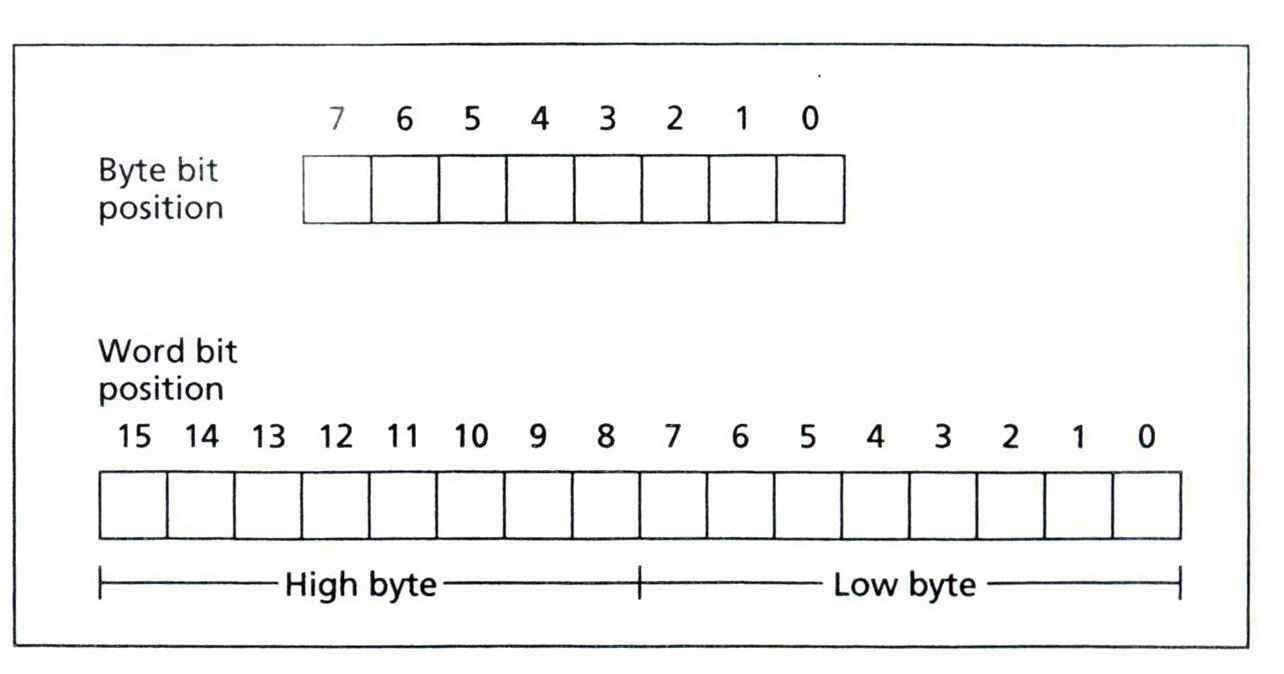 7 6 5 4 3 2 1 0
Byte bit
position
Word bit
position
15 14 13 12 11 10 9 8 7 6 5 4 3 2 1 0
High byte Low byte